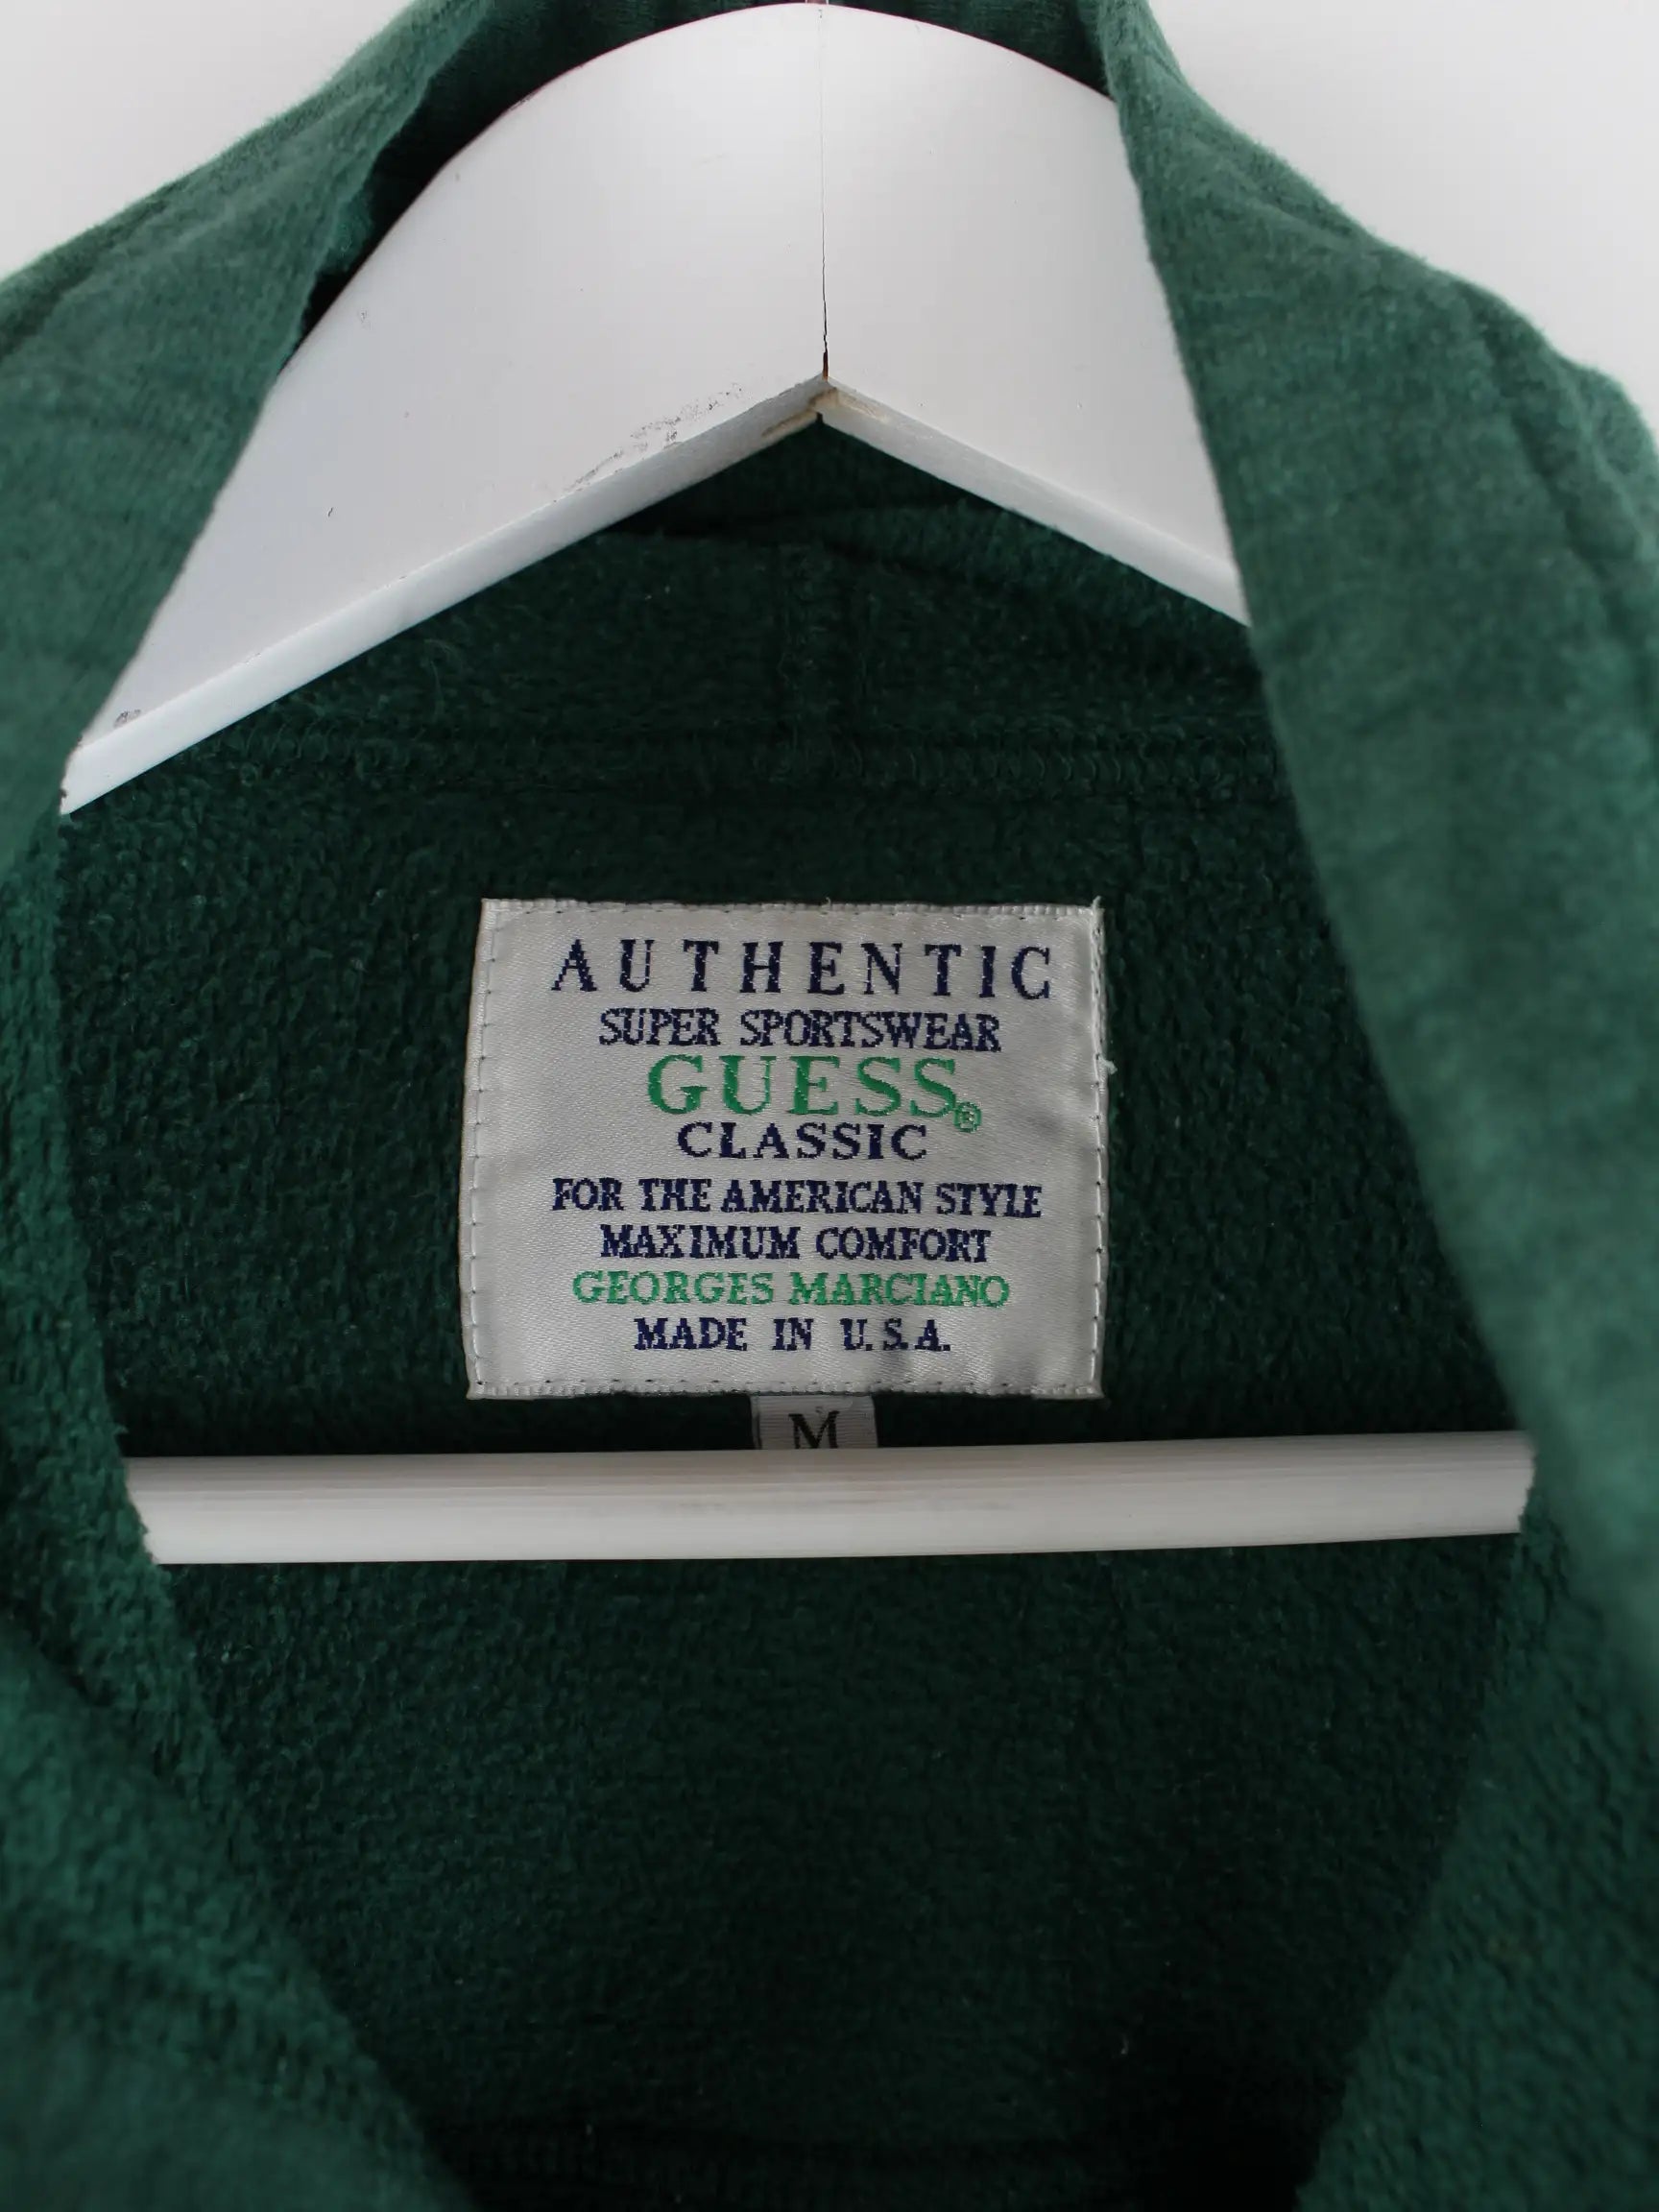 AUTHENTIC
SUPER SPORTSWEAR
GUESS®
CLASSIC
FOR THE AMERICAN STYLE
MAXIMUM COMFORT
GEORGES MARCIANO
MADE IN U.S.A.
M